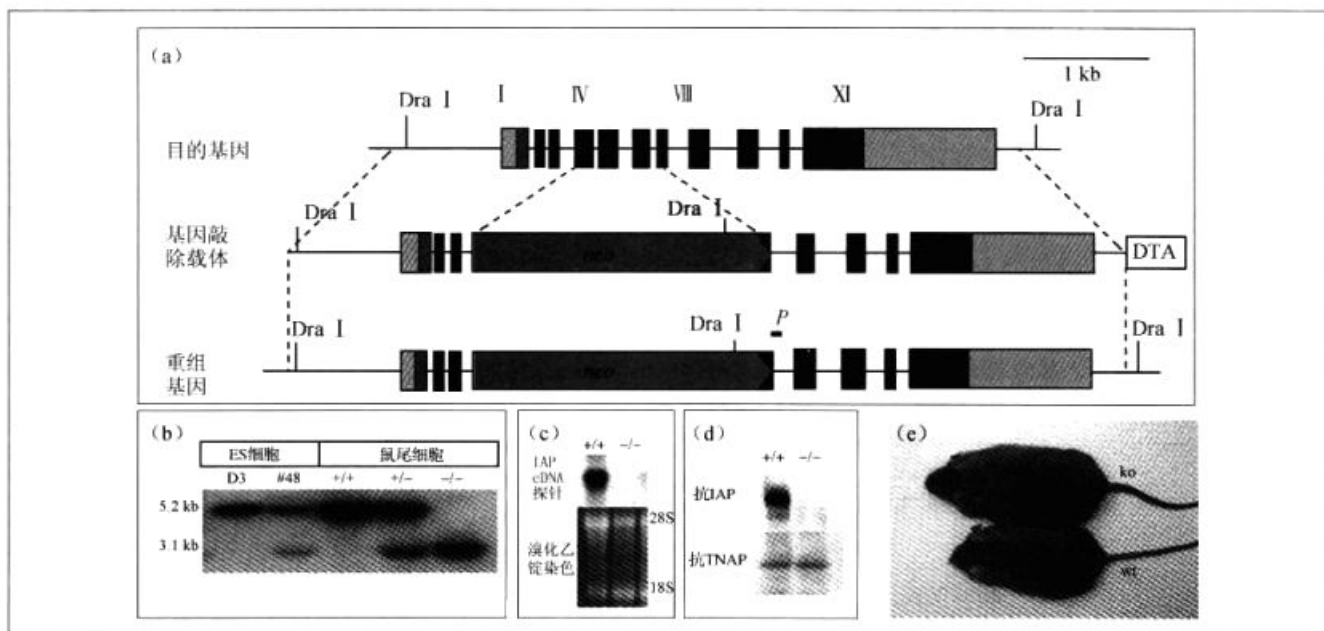 (a)
1 kb
Dra Ⅰ Ⅰ Ⅳ Ⅷ Ⅺ Dra Ⅰ
目的基因
Dra Ⅰ Dra Ⅰ
基因敲
除载体
neo
DTA
P
Dra Ⅰ Dra Ⅰ Dra Ⅰ
重组
基因
neo
(b)
ES细胞 鼠尾细胞
D3 #48 +/+ +/− −/−
5.2 kb
3.1 kb
(c)
+/+ −/−
IAP
cDNA
探针
28S
溴化乙
锭染色
18S
(d)
+/+ −/−
抗IAP
抗TNAP
(e)
ko
wt